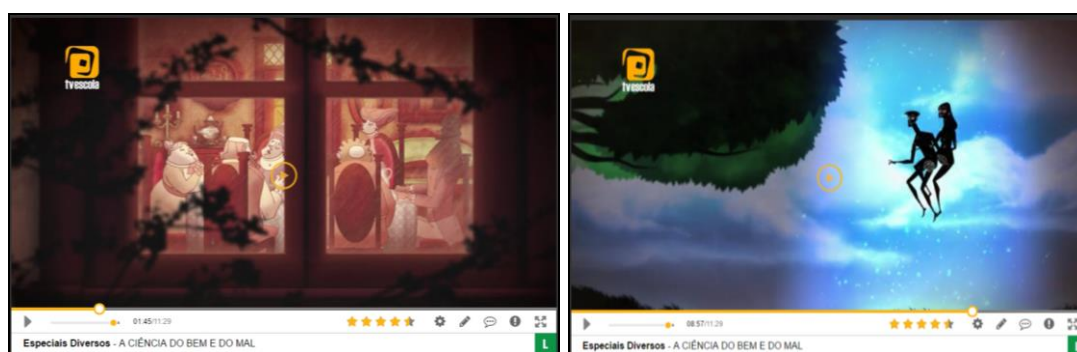 tvescola
01:45/11:29
Especiais Diversos - A CIÊNCIA DO BEM E DO MAL
L
tvescola
08:57/11:29
Especiais Diversos - A CIÊNCIA DO BEM E DO MAL